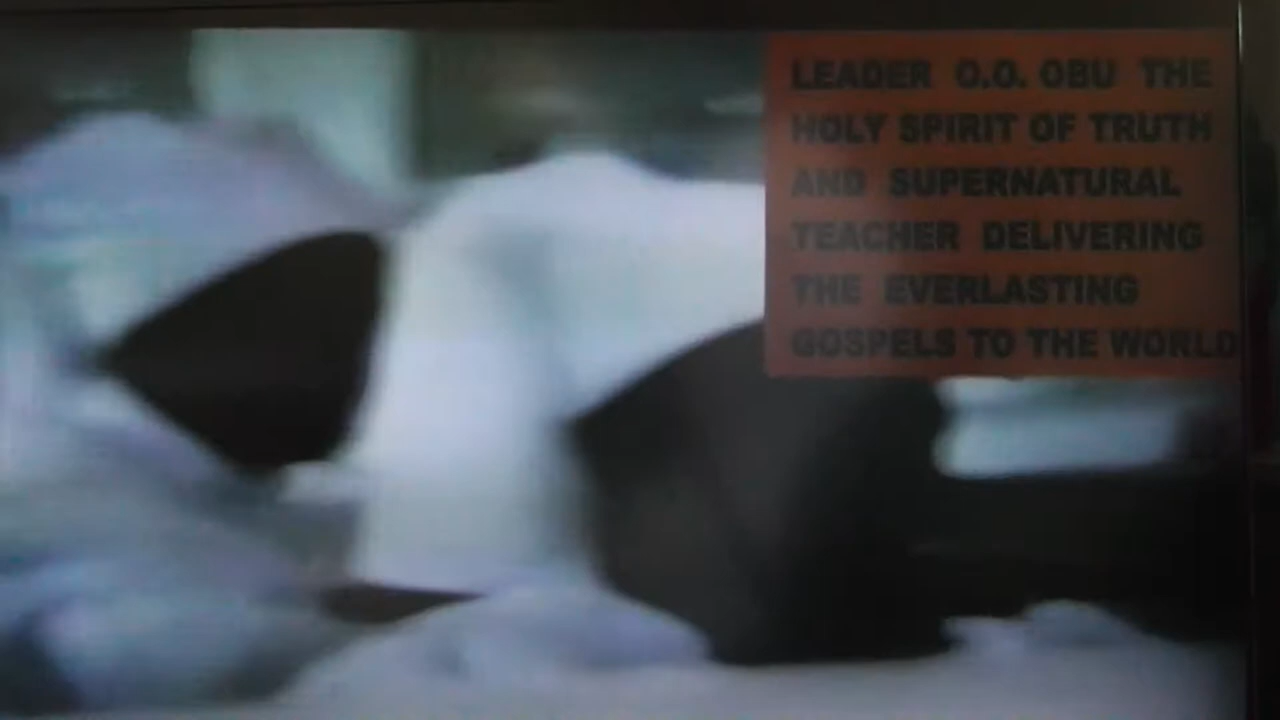 LEADER O.O. OBU THE
HOLY SPIRIT OF TRUTH
AND SUPERNATURAL
TEACHER DELIVERING
THE EVERLASTING
GOSPELS TO THE WORLD